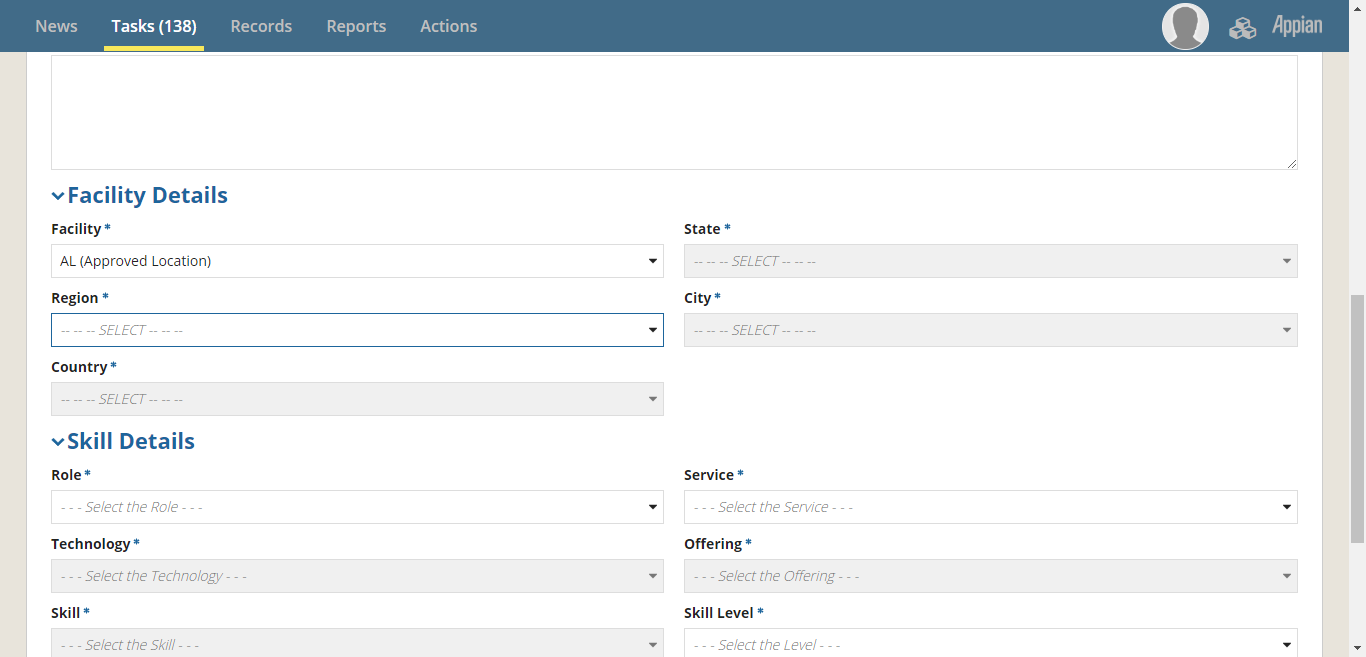 News Tasks (138) Records Reports Actions Appian
Facility Details
Facility * State *
AL (Approved Location) -- -- -- SELECT -- -- --
Region * City *
-- -- -- SELECT -- -- -- -- -- -- SELECT -- -- --
Country *
-- -- -- SELECT -- -- --
Skill Details
Role * Service *
- - - Select the Role - - - - - - Select the Service - - -
Technology * Offering *
- - - Select the Technology - - - - - - Select the Offering - - -
Skill * Skill Level *
- - - Select the Skill - - - - - - Select the Level - - -